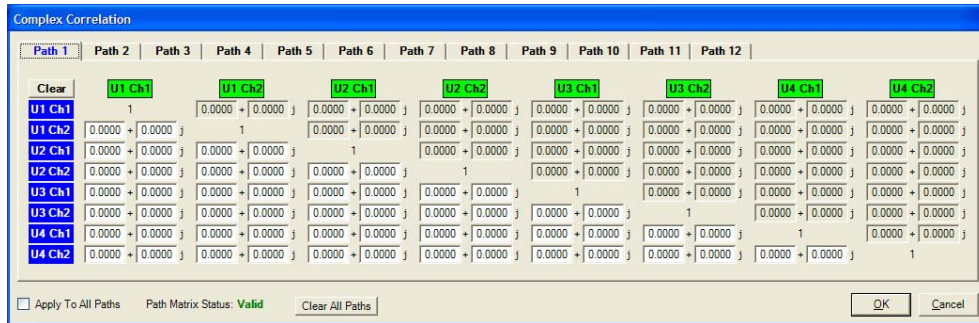 Complex Correlation
Path 1 Path 2 Path 3 Path 4 Path 5 Path 6 Path 7 Path 8 Path 9 Path 10 Path 11 Path 12
Clear U1 Ch1 U1 Ch2 U2 Ch1 U2 Ch2 U3 Ch1 U3 Ch2 U4 Ch1 U4 Ch2
U1 Ch1 1 0.0000 + 0.0000 j 0.0000 + 0.0000 j 0.0000 + 0.0000 j 0.0000 + 0.0000 j 0.0000 + 0.0000 j 0.0000 + 0.0000 j 0.0000 + 0.0000 j
U1 Ch2 0.0000 + 0.0000 j 1 0.0000 + 0.0000 j 0.0000 + 0.0000 j 0.0000 + 0.0000 j 0.0000 + 0.0000 j 0.0000 + 0.0000 j 0.0000 + 0.0000 j
U2 Ch1 0.0000 + 0.0000 j 0.0000 + 0.0000 j 1 0.0000 + 0.0000 j 0.0000 + 0.0000 j 0.0000 + 0.0000 j 0.0000 + 0.0000 j 0.0000 + 0.0000 j
U2 Ch2 0.0000 + 0.0000 j 0.0000 + 0.0000 j 0.0000 + 0.0000 j 1 0.0000 + 0.0000 j 0.0000 + 0.0000 j 0.0000 + 0.0000 j 0.0000 + 0.0000 j
U3 Ch1 0.0000 + 0.0000 j 0.0000 + 0.0000 j 0.0000 + 0.0000 j 0.0000 + 0.0000 j 1 0.0000 + 0.0000 j 0.0000 + 0.0000 j 0.0000 + 0.0000 j
U3 Ch2 0.0000 + 0.0000 j 0.0000 + 0.0000 j 0.0000 + 0.0000 j 0.0000 + 0.0000 j 0.0000 + 0.0000 j 1 0.0000 + 0.0000 j 0.0000 + 0.0000 j
U4 Ch1 0.0000 + 0.0000 j 0.0000 + 0.0000 j 0.0000 + 0.0000 j 0.0000 + 0.0000 j 0.0000 + 0.0000 j 0.0000 + 0.0000 j 1 0.0000 + 0.0000 j
U4 Ch2 0.0000 + 0.0000 j 0.0000 + 0.0000 j 0.0000 + 0.0000 j 0.0000 + 0.0000 j 0.0000 + 0.0000 j 0.0000 + 0.0000 j 0.0000 + 0.0000 j 1
Apply To All Paths Path Matrix Status: Valid Clear All Paths OK Cancel